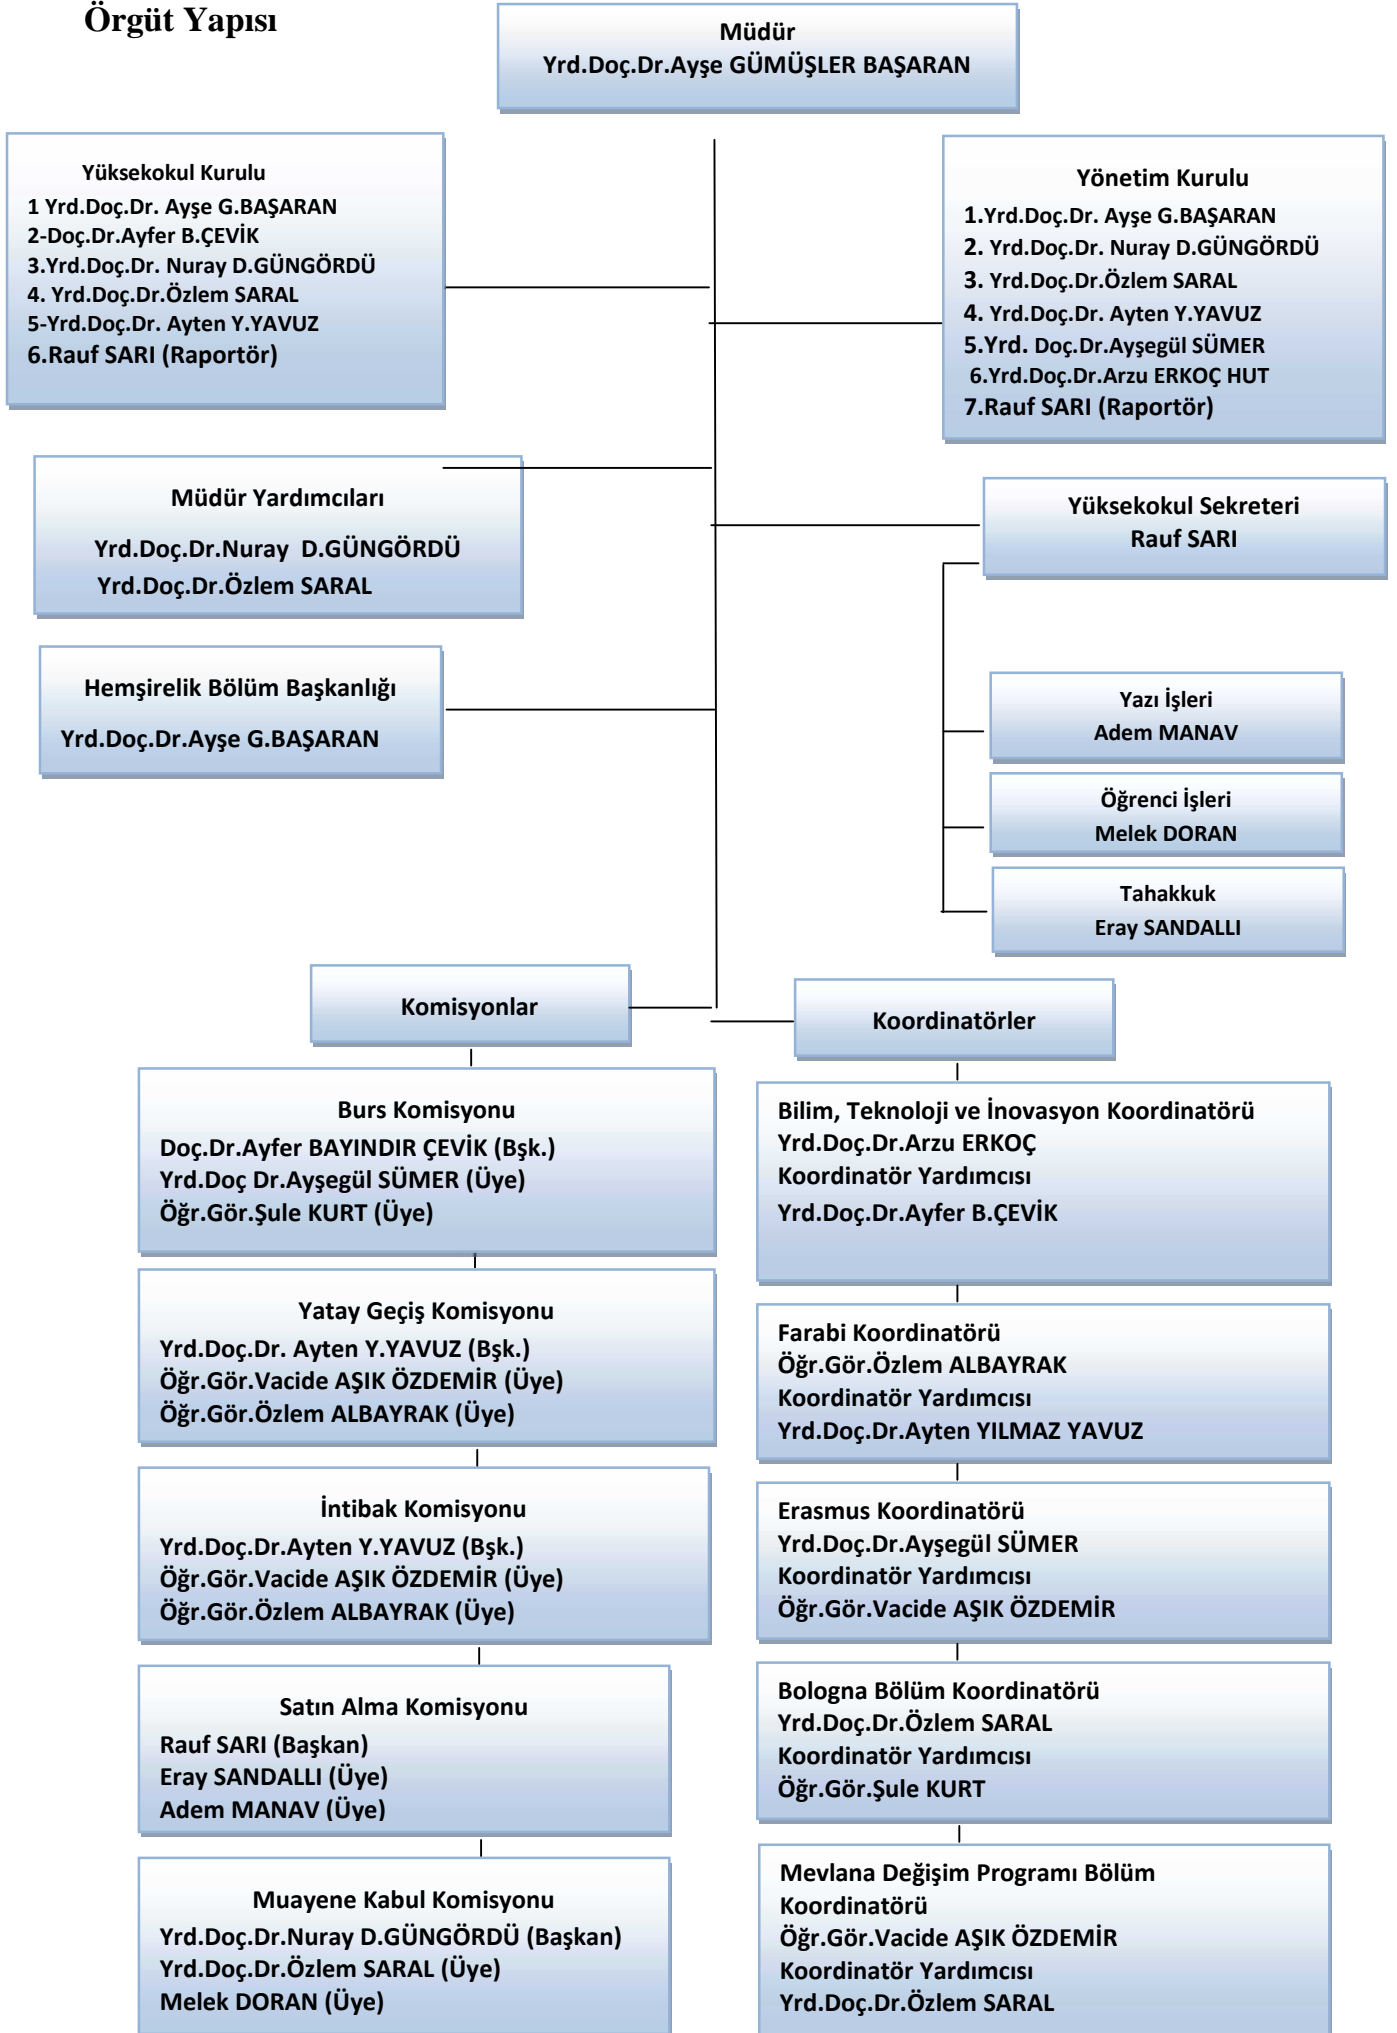 Örgüt Yapısı
Müdür
Yrd.Doç.Dr.Ayşe GÜMÜŞLER BAŞARAN
Yüksekokul Kurulu
1 Yrd.Doç.Dr. Ayşe G.BAŞARAN
2-Doç.Dr.Ayfer B.ÇEVİK
3.Yrd.Doç.Dr. Nuray D.GÜNGÖRDÜ
4. Yrd.Doç.Dr.Özlem SARAL
5-Yrd.Doç.Dr. Ayten Y.YAVUZ
6.Rauf SARI (Raportör)
Yönetim Kurulu
1.Yrd.Doç.Dr. Ayşe G.BAŞARAN
2. Yrd.Doç.Dr. Nuray D.GÜNGÖRDÜ
3. Yrd.Doç.Dr.Özlem SARAL
4. Yrd.Doç.Dr. Ayten Y.YAVUZ
5.Yrd. Doç.Dr.Ayşegül SÜMER
6.Yrd.Doç.Dr.Arzu ERKOÇ HUT
7.Rauf SARI (Raportör)
Müdür Yardımcıları
Yrd.Doç.Dr.Nuray D.GÜNGÖRDÜ
Yrd.Doç.Dr.Özlem SARAL
Yüksekokul Sekreteri
Rauf SARI
Hemşirelik Bölüm Başkanlığı
Yrd.Doç.Dr.Ayşe G.BAŞARAN
Yazı İşleri
Adem MANAV
Öğrenci İşleri
Melek DORAN
Tahakkuk
Eray SANDALLI
Komisyonlar
Burs Komisyonu
Doç.Dr.Ayfer BAYINDIR ÇEVİK (Bşk.)
Yrd.Doç Dr.Ayşegül SÜMER (Üye)
Öğr.Gör.Şule KURT (Üye)
Yatay Geçiş Komisyonu
Yrd.Doç.Dr. Ayten Y.YAVUZ (Bşk.)
Öğr.Gör.Vacide AŞIK ÖZDEMİR (Üye)
Öğr.Gör.Özlem ALBAYRAK (Üye)
İntibak Komisyonu
Yrd.Doç.Dr.Ayten Y.YAVUZ (Bşk.)
Öğr.Gör.Vacide AŞIK ÖZDEMİR (Üye)
Öğr.Gör.Özlem ALBAYRAK (Üye)
Satın Alma Komisyonu
Rauf SARI (Başkan)
Eray SANDALLI (Üye)
Adem MANAV (Üye)
Muayene Kabul Komisyonu
Yrd.Doç.Dr.Nuray D.GÜNGÖRDÜ (Başkan)
Yrd.Doç.Dr.Özlem SARAL (Üye)
Melek DORAN (Üye)
Koordinatörler
Bilim, Teknoloji ve İnovasyon Koordinatörü
Yrd.Doç.Dr.Arzu ERKOÇ
Koordinatör Yardımcısı
Yrd.Doç.Dr.Ayfer B.ÇEVİK
Farabi Koordinatörü
Öğr.Gör.Özlem ALBAYRAK
Koordinatör Yardımcısı
Yrd.Doç.Dr.Ayten YILMAZ YAVUZ
Erasmus Koordinatörü
Yrd.Doç.Dr.Ayşegül SÜMER
Koordinatör Yardımcısı
Öğr.Gör.Vacide AŞIK ÖZDEMİR
Bologna Bölüm Koordinatörü
Yrd.Doç.Dr.Özlem SARAL
Koordinatör Yardımcısı
Öğr.Gör.Şule KURT
Mevlana Değişim Programı Bölüm
Koordinatörü
Öğr.Gör.Vacide AŞIK ÖZDEMİR
Koordinatör Yardımcısı
Yrd.Doç.Dr.Özlem SARAL